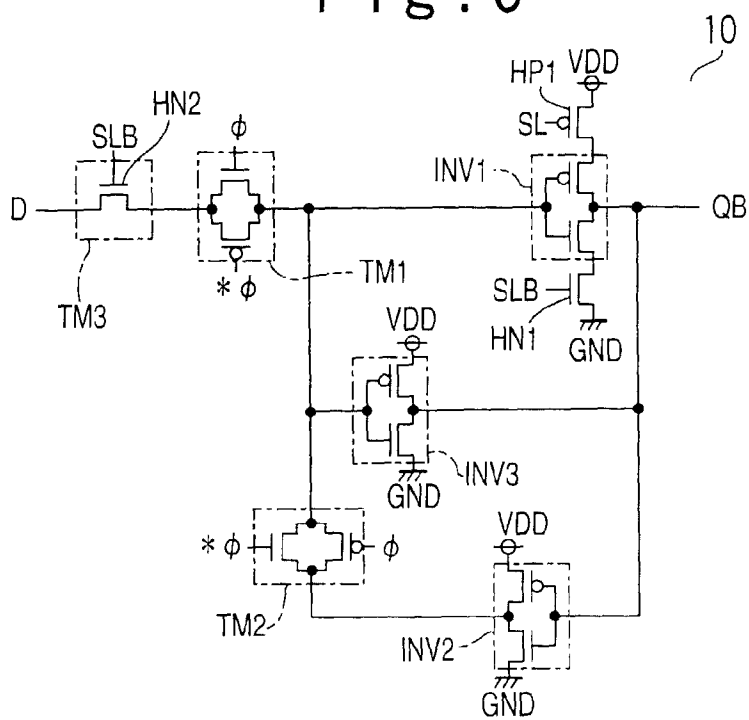 Fig.
10
VDD
HP1
HN2
SLB
SL
φ
INV1
D
QB
*φ
TM1
TM3
SLB
HN1
VDD
GND
INV3
GND
*φ
φ
VDD
TM2
INV2
GND